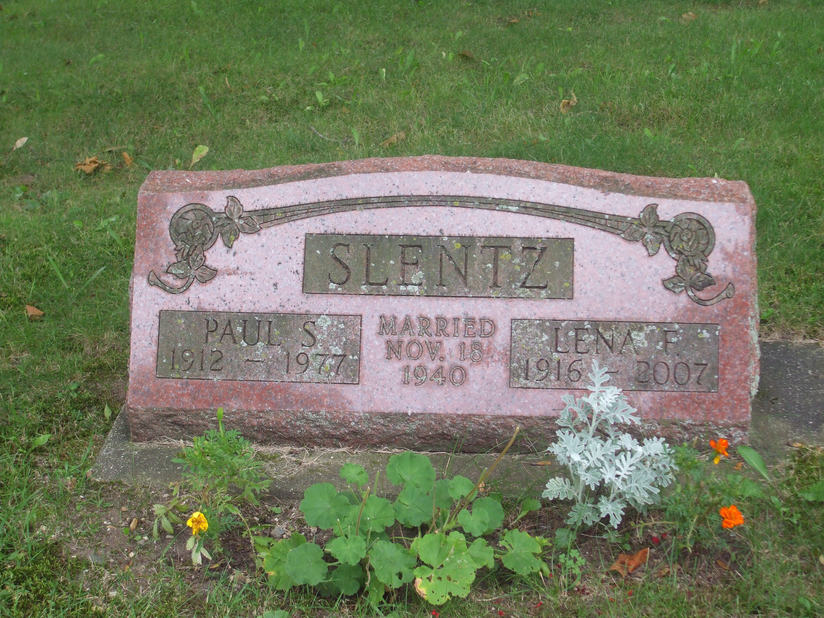 SLENTZ
PAUL S.
1912 – 1977
MARRIED
NOV. 18
1940
LENA F.
1916 – 2007